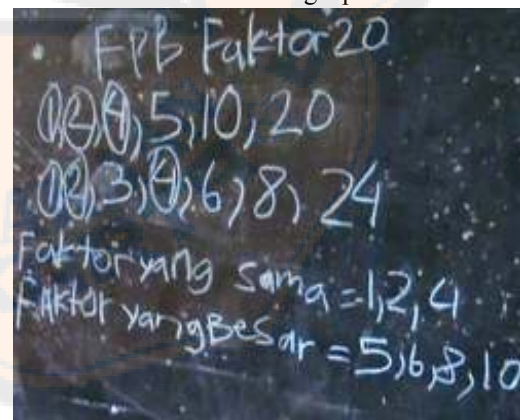 FPB Faktor 20
1,2,4,5,10,20
1,2,3,4,6,8,24
Faktor yang sama = 1,2,4
Faktor yang Besar = 5,6,8,10